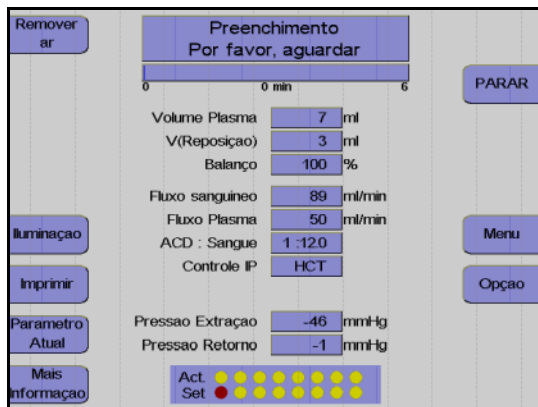 Remover
ar
Preenchimento
Por favor, aguardar
0
0 min
6
PARAR
Volume Plasma 7 ml
V(Reposiçao) 3 ml
Balanço 100 %
Fluxo sanguineo 89 ml/min
Fluxo Plasma 50 ml/min
ACD : Sangue 1 :12.0
Controle IP HCT
Iluminaçao
Menu
Imprimir
Opçao
Parametro
Atual
Pressao Extraçao -46 mmHg
Pressao Retorno -1 mmHg
Mais
Informaçao
Act.
Set